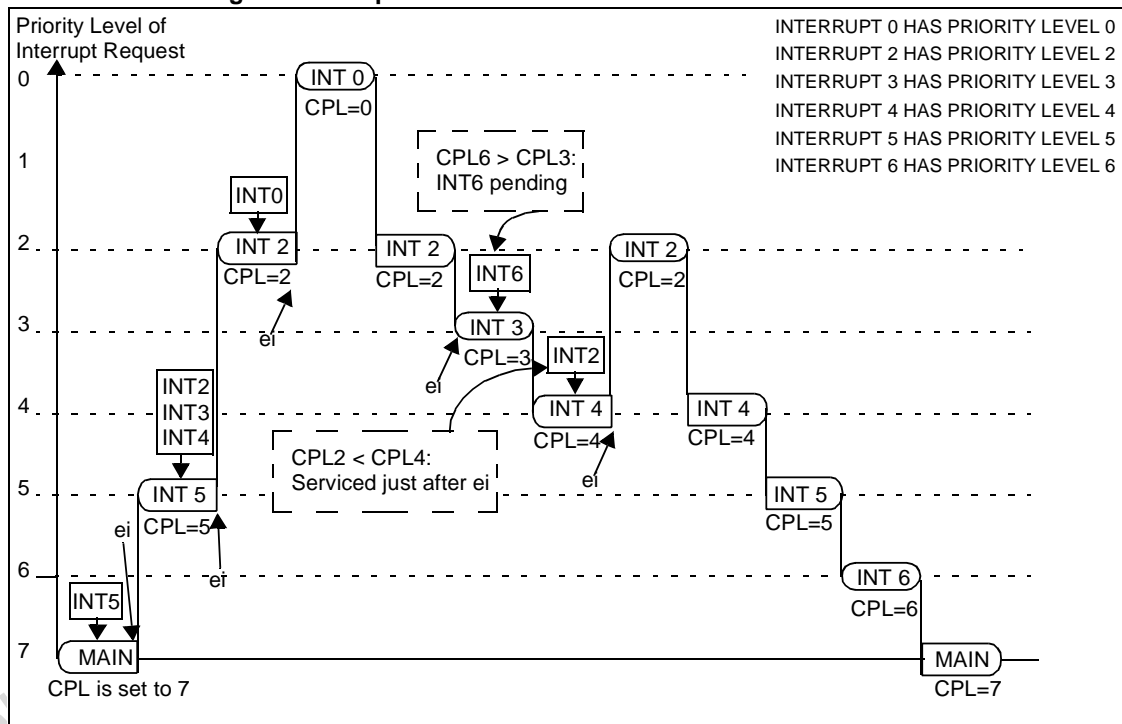 Priority Level of
Interrupt Request
INTERRUPT 0 HAS PRIORITY LEVEL 0
INTERRUPT 2 HAS PRIORITY LEVEL 2
INTERRUPT 3 HAS PRIORITY LEVEL 3
INTERRUPT 4 HAS PRIORITY LEVEL 4
INTERRUPT 5 HAS PRIORITY LEVEL 5
INTERRUPT 6 HAS PRIORITY LEVEL 6
0
INT 0
CPL=0
1
CPL6 > CPL3:
INT6 pending
INT0
2
INT 2
CPL=2
INT 2
CPL=2
INT 2
CPL=2
INT6
ei
3
INT 3
CPL=3
ei
INT2
INT2
INT3
INT4
4
INT 4
CPL=4
INT 4
CPL=4
CPL2 < CPL4:
Serviced just after ei
ei
5
INT 5
CPL=5
INT 5
CPL=5
ei
ei
6
INT 6
CPL=6
INT5
7
MAIN
CPL is set to 7
MAIN
CPL=7